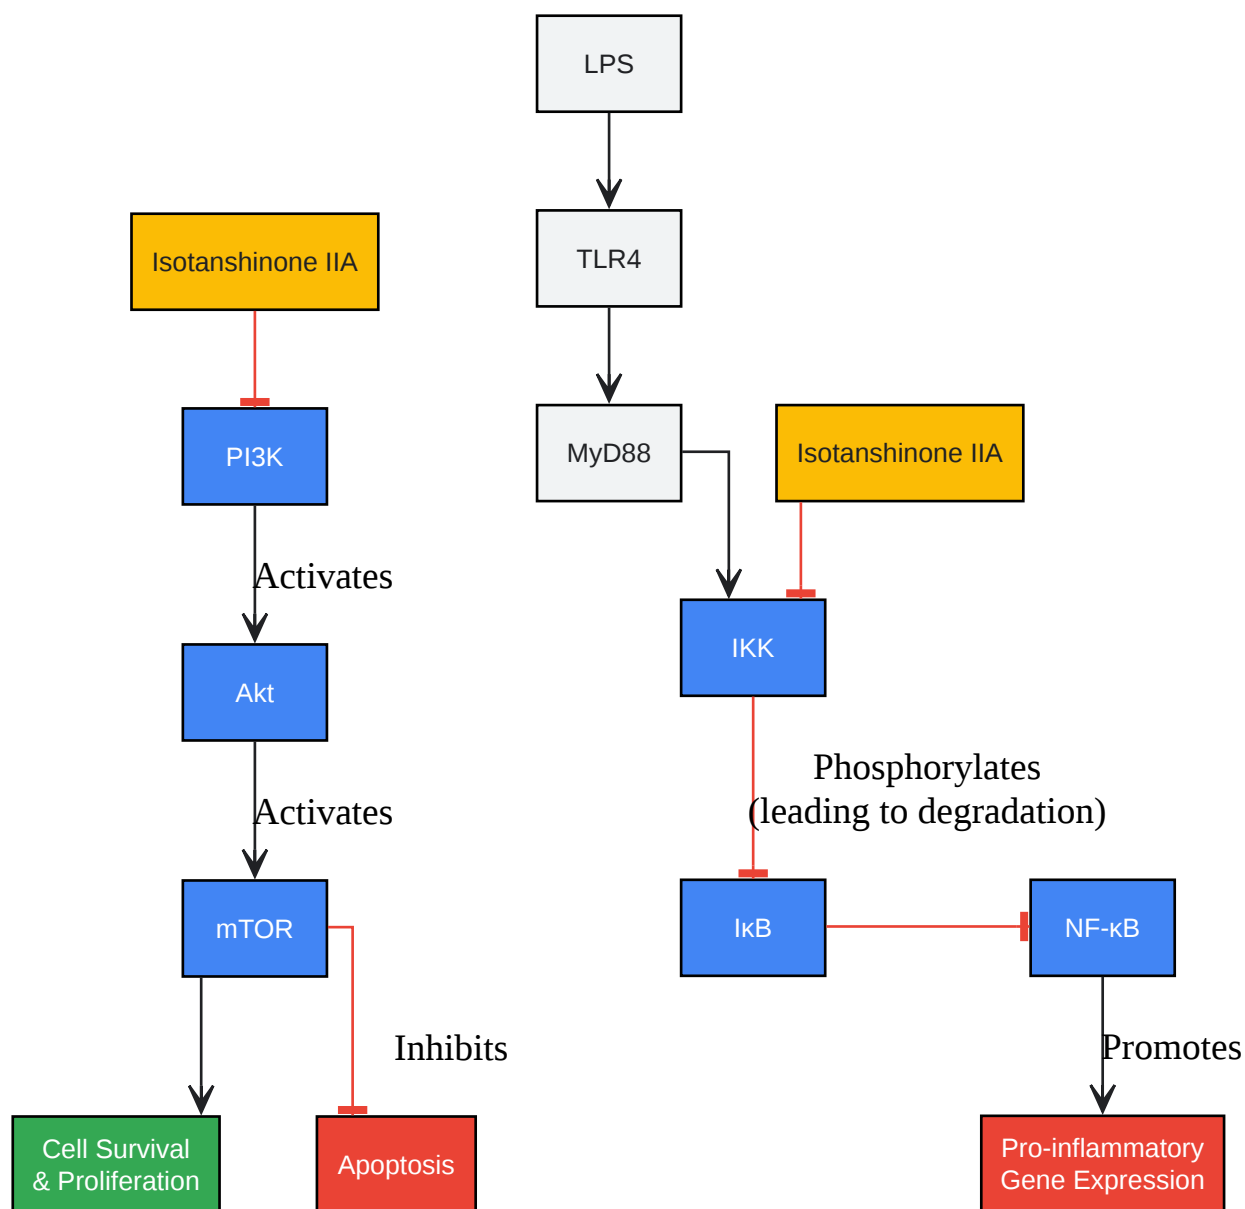 LPS
TLR4
Isotanshinone IIA
MyD88
Isotanshinone IIA
PI3K
Activates
IKK
Akt
Phosphorylates
(leading to degradation)
Activates
mTOR
IκB
NF-κB
Inhibits
Promotes
Cell Survival
& Proliferation
Apoptosis
Pro-inflammatory
Gene Expression